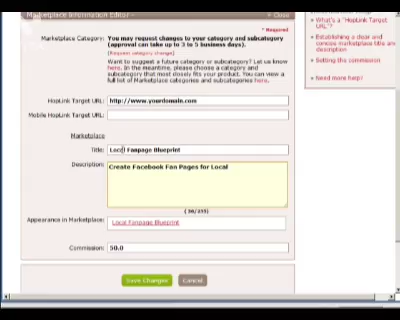 Marketplace Information Editor -
Close
* Required
Marketplace Category:
You may request changes to your category and subcategory
(approval can take up to 3 to 5 business days).
(Request category change)
Want to suggest a future category or subcategory? Let us know
here. In the meantime, please choose a category and
subcategory that most closely fits your product. You can view a
full list of Marketplace categories and subcategories here.
HopLink Target URL:
http://www.yourdomain.com
Mobile HopLink Target URL:
Marketplace
Title:
Local Fanpage Blueprint
Description:
Create Facebook Fan Pages for Local
Appearance in Marketplace:
Local Fanpage Blueprint
Commission:
50.0
Save Changes
Cancel
What's a "HopLink Target
URL"?
Establishing a clear and
concise marketplace title and
description
Setting the commission
Need more help?